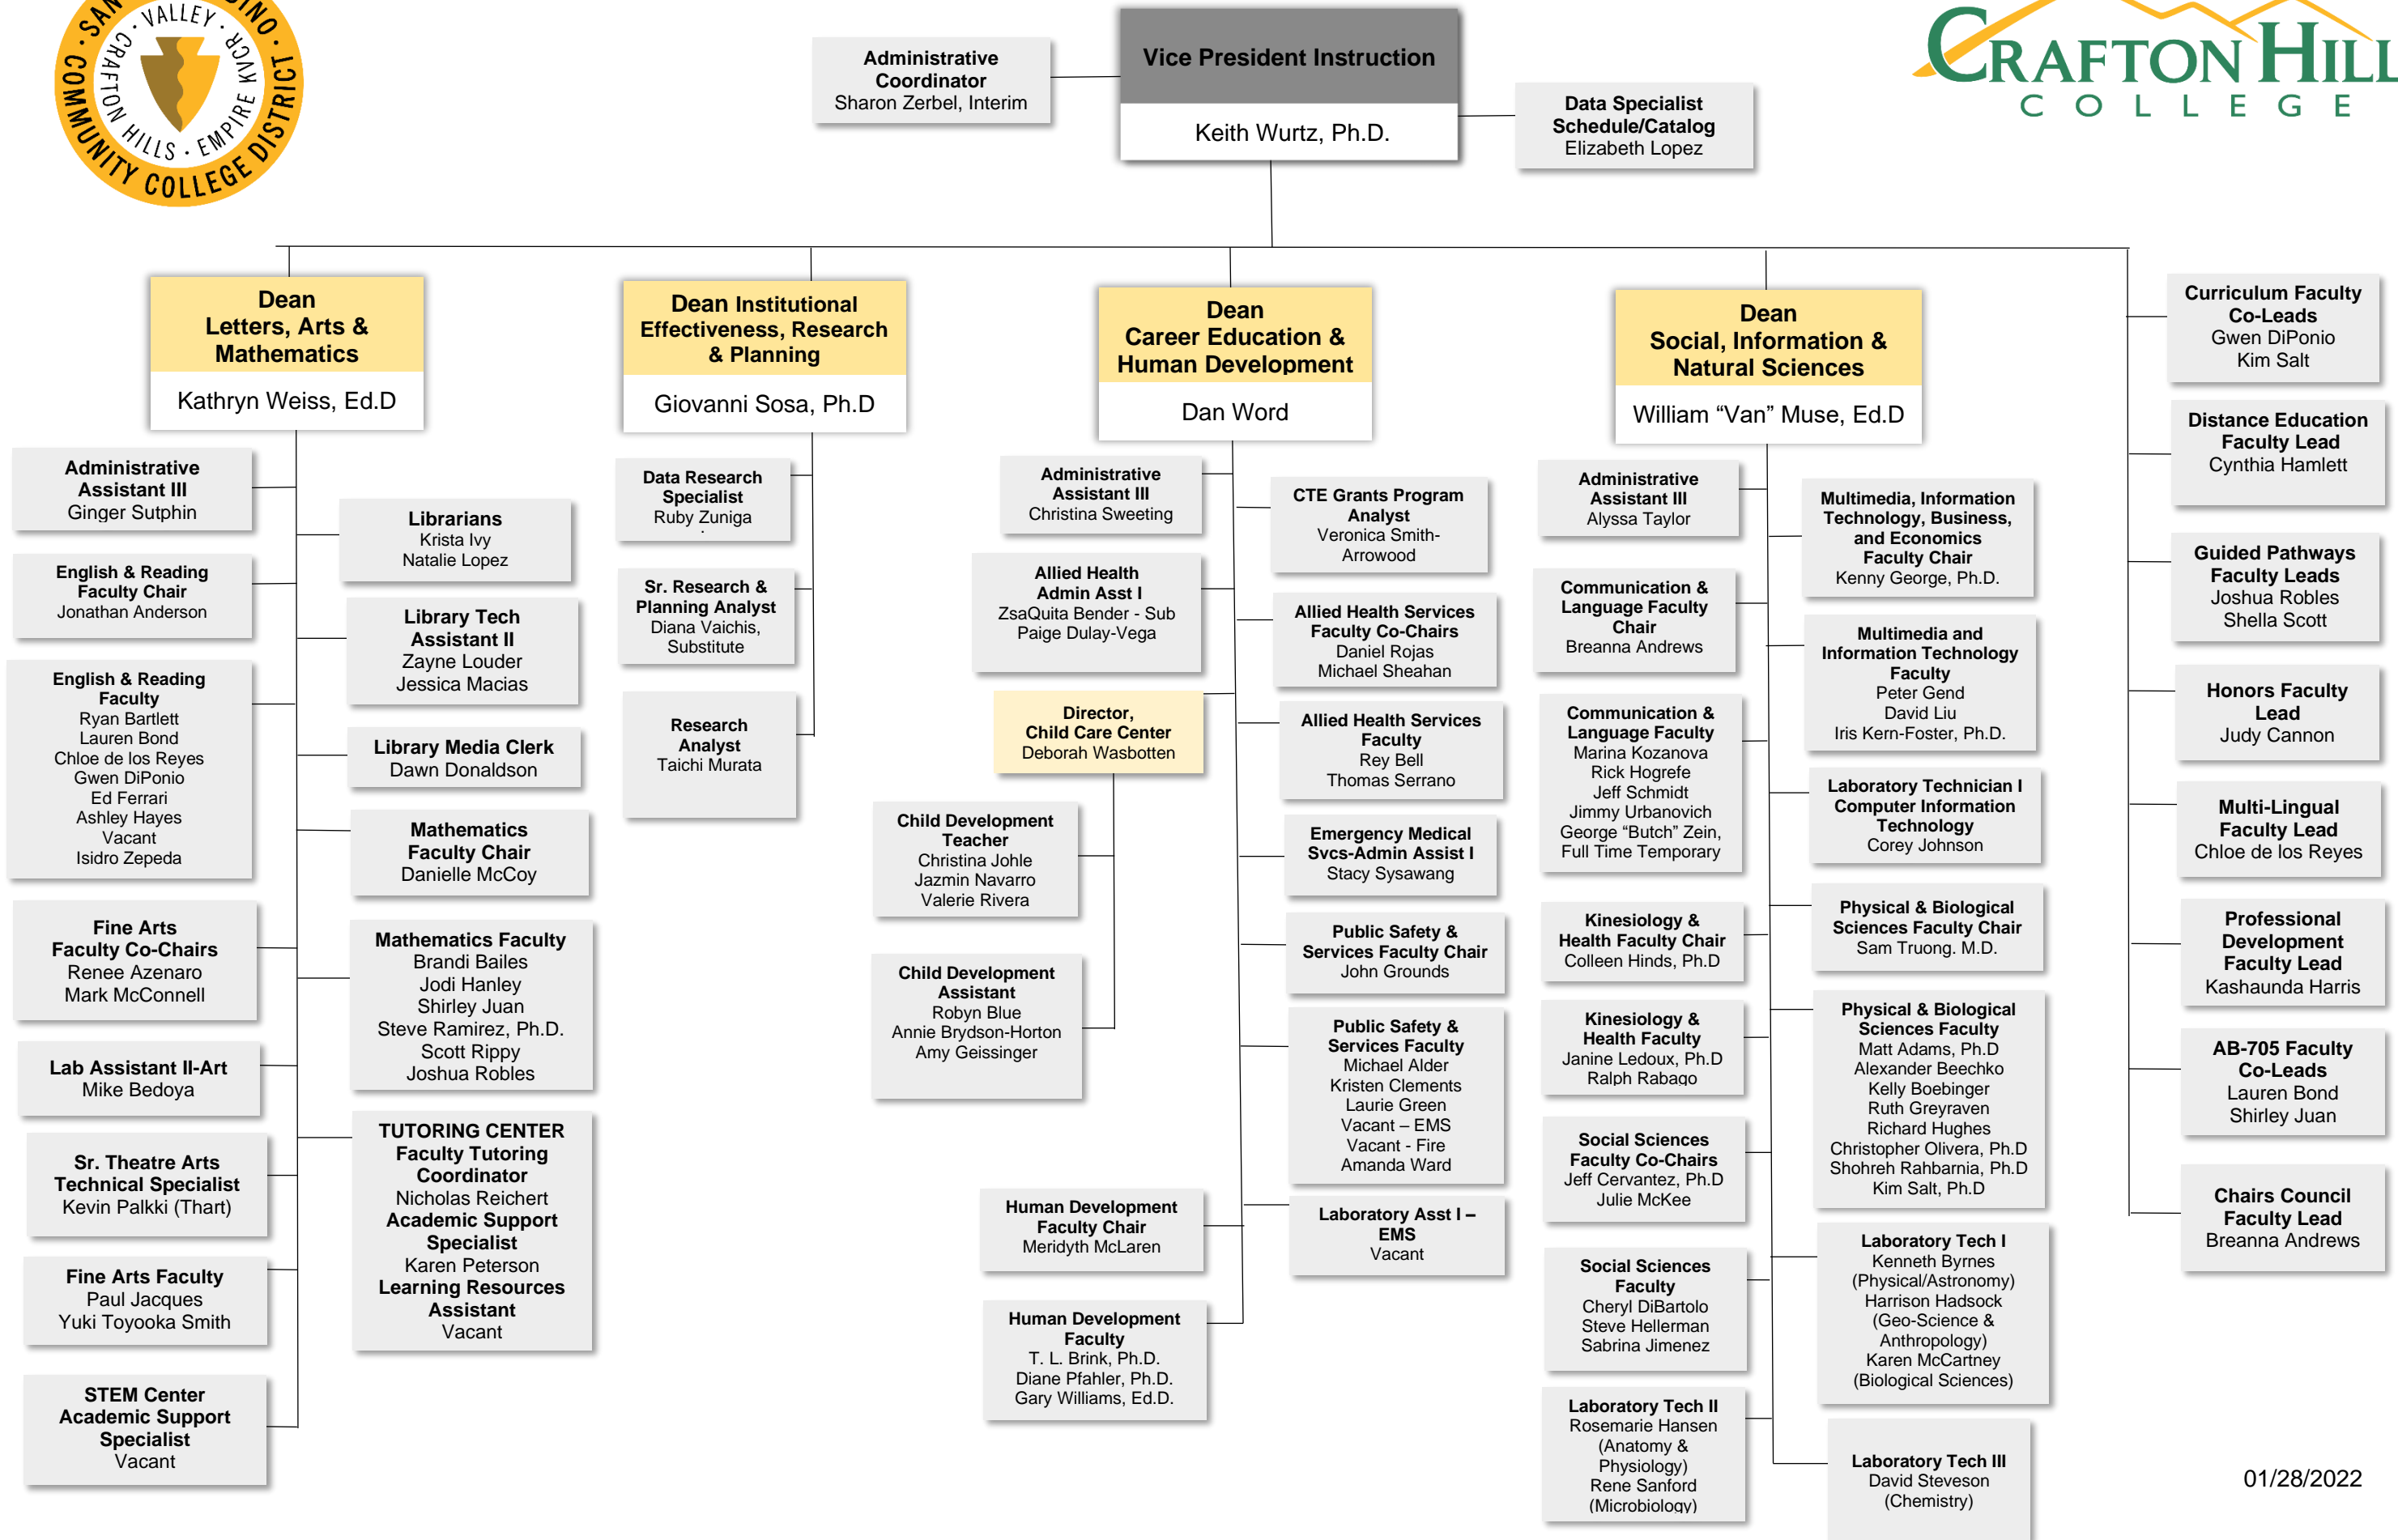 SAN
DINO
COMMUNITY COLLEGE DISTRICT
VALLEY
CRAFTON HILLS
EMPIRE KVCR
CRAFTON HILL
COLLEGE
Vice President Instruction
Keith Wurtz, Ph.D.
Administrative
Coordinator
Sharon Zerbel, Interim
Data Specialist
Schedule/Catalog
Elizabeth Lopez
Dean
Letters, Arts &
Mathematics
Kathryn Weiss, Ed.D
Administrative
Assistant III
Ginger Sutphin
English & Reading
Faculty Chair
Jonathan Anderson
English & Reading
Faculty
Ryan Bartlett
Lauren Bond
Chloe de los Reyes
Gwen DiPonio
Ed Ferrari
Ashley Hayes
Vacant
Isidro Zepeda
Fine Arts
Faculty Co-Chairs
Renee Azenaro
Mark McConnell
Lab Assistant II-Art
Mike Bedoya
Sr. Theatre Arts
Technical Specialist
Kevin Palkki (Thart)
Fine Arts Faculty
Paul Jacques
Yuki Toyooka Smith
STEM Center
Academic Support
Specialist
Vacant
Librarians
Krista Ivy
Natalie Lopez
Library Tech
Assistant II
Zayne Louder
Jessica Macias
Library Media Clerk
Dawn Donaldson
Mathematics
Faculty Chair
Danielle McCoy
Mathematics Faculty
Brandi Bailes
Jodi Hanley
Shirley Juan
Steve Ramirez, Ph.D.
Scott Rippy
Joshua Robles
TUTORING CENTER
Faculty Tutoring
Coordinator
Nicholas Reichert
Academic Support
Specialist
Karen Peterson
Learning Resources
Assistant
Vacant
Dean Institutional
Effectiveness, Research
& Planning
Giovanni Sosa, Ph.D
Data Research
Specialist
Ruby Zuniga
.
Sr. Research &
Planning Analyst
Diana Vaichis,
Substitute
Research
Analyst
Taichi Murata
Dean
Career Education &
Human Development
Dan Word
Administrative
Assistant III
Christina Sweeting
Allied Health
Admin Asst I
ZsaQuita Bender - Sub
Paige Dulay-Vega
Director,
Child Care Center
Deborah Wasbotten
Child Development
Teacher
Christina Johle
Jazmin Navarro
Valerie Rivera
Child Development
Assistant
Robyn Blue
Annie Brydson-Horton
Amy Geissinger
Human Development
Faculty Chair
Meridyth McLaren
Human Development
Faculty
T. L. Brink, Ph.D.
Diane Pfahler, Ph.D.
Gary Williams, Ed.D.
CTE Grants Program
Analyst
Veronica Smith-
Arrowood
Allied Health Services
Faculty Co-Chairs
Daniel Rojas
Michael Sheahan
Allied Health Services
Faculty
Rey Bell
Thomas Serrano
Emergency Medical
Svcs-Admin Assist I
Stacy Sysawang
Public Safety &
Services Faculty Chair
John Grounds
Public Safety &
Services Faculty
Michael Alder
Kristen Clements
Laurie Green
Vacant – EMS
Vacant - Fire
Amanda Ward
Laboratory Asst I –
EMS
Vacant
Dean
Social, Information &
Natural Sciences
William “Van” Muse, Ed.D
Administrative
Assistant III
Alyssa Taylor
Communication &
Language Faculty
Chair
Breanna Andrews
Communication &
Language Faculty
Marina Kozanova
Rick Hogrefe
Jeff Schmidt
Jimmy Urbanovich
George “Butch” Zein,
Full Time Temporary
Kinesiology &
Health Faculty Chair
Colleen Hinds, Ph.D
Kinesiology &
Health Faculty
Janine Ledoux, Ph.D
Ralph Rabago
Social Sciences
Faculty Co-Chairs
Jeff Cervantez, Ph.D
Julie McKee
Social Sciences
Faculty
Cheryl DiBartolo
Steve Hellerman
Sabrina Jimenez
Laboratory Tech II
Rosemarie Hansen
(Anatomy &
Physiology)
Rene Sanford
(Microbiology)
Multimedia, Information
Technology, Business,
and Economics
Faculty Chair
Kenny George, Ph.D.
Multimedia and
Information Technology
Faculty
Peter Gend
David Liu
Iris Kern-Foster, Ph.D.
Laboratory Technician I
Computer Information
Technology
Corey Johnson
Physical & Biological
Sciences Faculty Chair
Sam Truong. M.D.
Physical & Biological
Sciences Faculty
Matt Adams, Ph.D
Alexander Beechko
Kelly Boebinger
Ruth Greyraven
Richard Hughes
Christopher Olivera, Ph.D
Shohreh Rahbarnia, Ph.D
Kim Salt, Ph.D
Laboratory Tech I
Kenneth Byrnes
(Physical/Astronomy)
Harrison Hadsock
(Geo-Science &
Anthropology)
Karen McCartney
(Biological Sciences)
Laboratory Tech III
David Steveson
(Chemistry)
Curriculum Faculty
Co-Leads
Gwen DiPonio
Kim Salt
Distance Education
Faculty Lead
Cynthia Hamlett
Guided Pathways
Faculty Leads
Joshua Robles
Shella Scott
Honors Faculty
Lead
Judy Cannon
Multi-Lingual
Faculty Lead
Chloe de los Reyes
Professional
Development
Faculty Lead
Kashaunda Harris
AB-705 Faculty
Co-Leads
Lauren Bond
Shirley Juan
Chairs Council
Faculty Lead
Breanna Andrews
01/28/2022